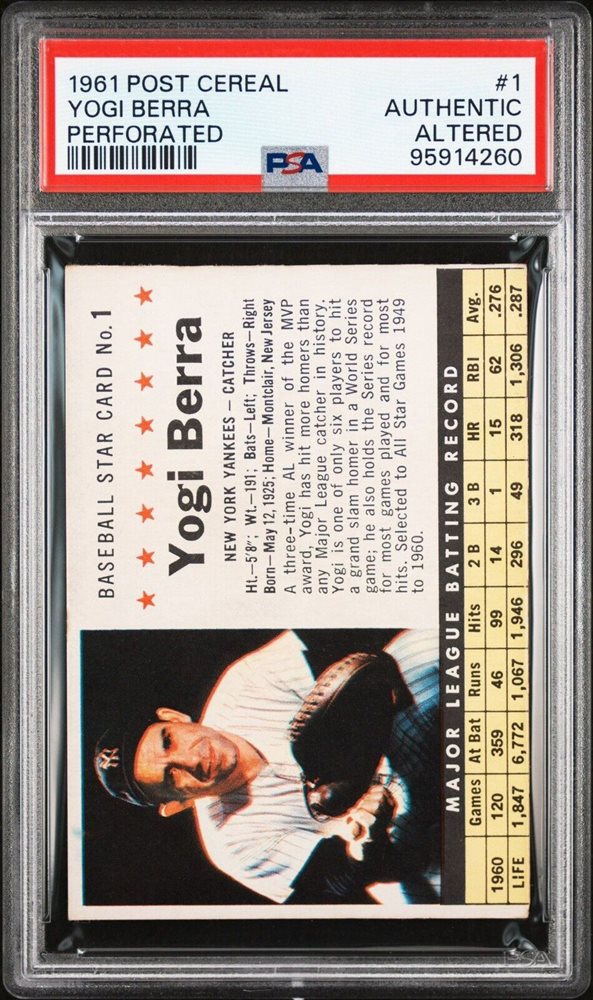 1961 POST CEREAL #1
YOGI BERRA AUTHENTIC
PERFORATED ALTERED
PSA 95914260
BASEBALL STAR CARD No. 1
Yogi Berra
NEW YORK YANKEES — CATCHER
Ht.—5'8"; Wt.—191; Bats—Left; Throws—Right
Born—May 12, 1925; Home—Montclair, New Jersey
A three-time AL winner of the MVP
award, Yogi has hit more homers than
any Major League catcher in history.
Yogi is one of only six players to hit
a grand slam homer in a World Series
game; he also holds the Series record
for most games played and for most
hits. Selected to All Star Games 1949
to 1960.
NY
MAJOR LEAGUE BATTING RECORD
Games At Bat Runs Hits 2 B 3 B HR RBI Avg.
1960 120 359 46 99 14 1 15 62 .276
LIFE 1,847 6,772 1,067 1,946 296 49 318 1,306 .287
PSA